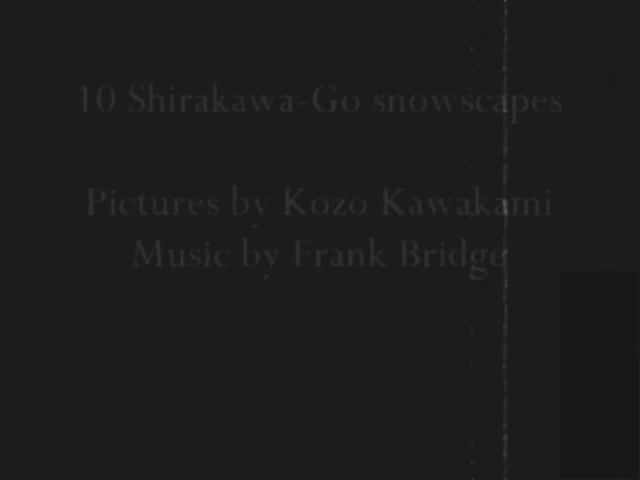 10 Shirakawa-Go snowscapes
Pictures by Kozo Kawakami
Music by Frank Bridge